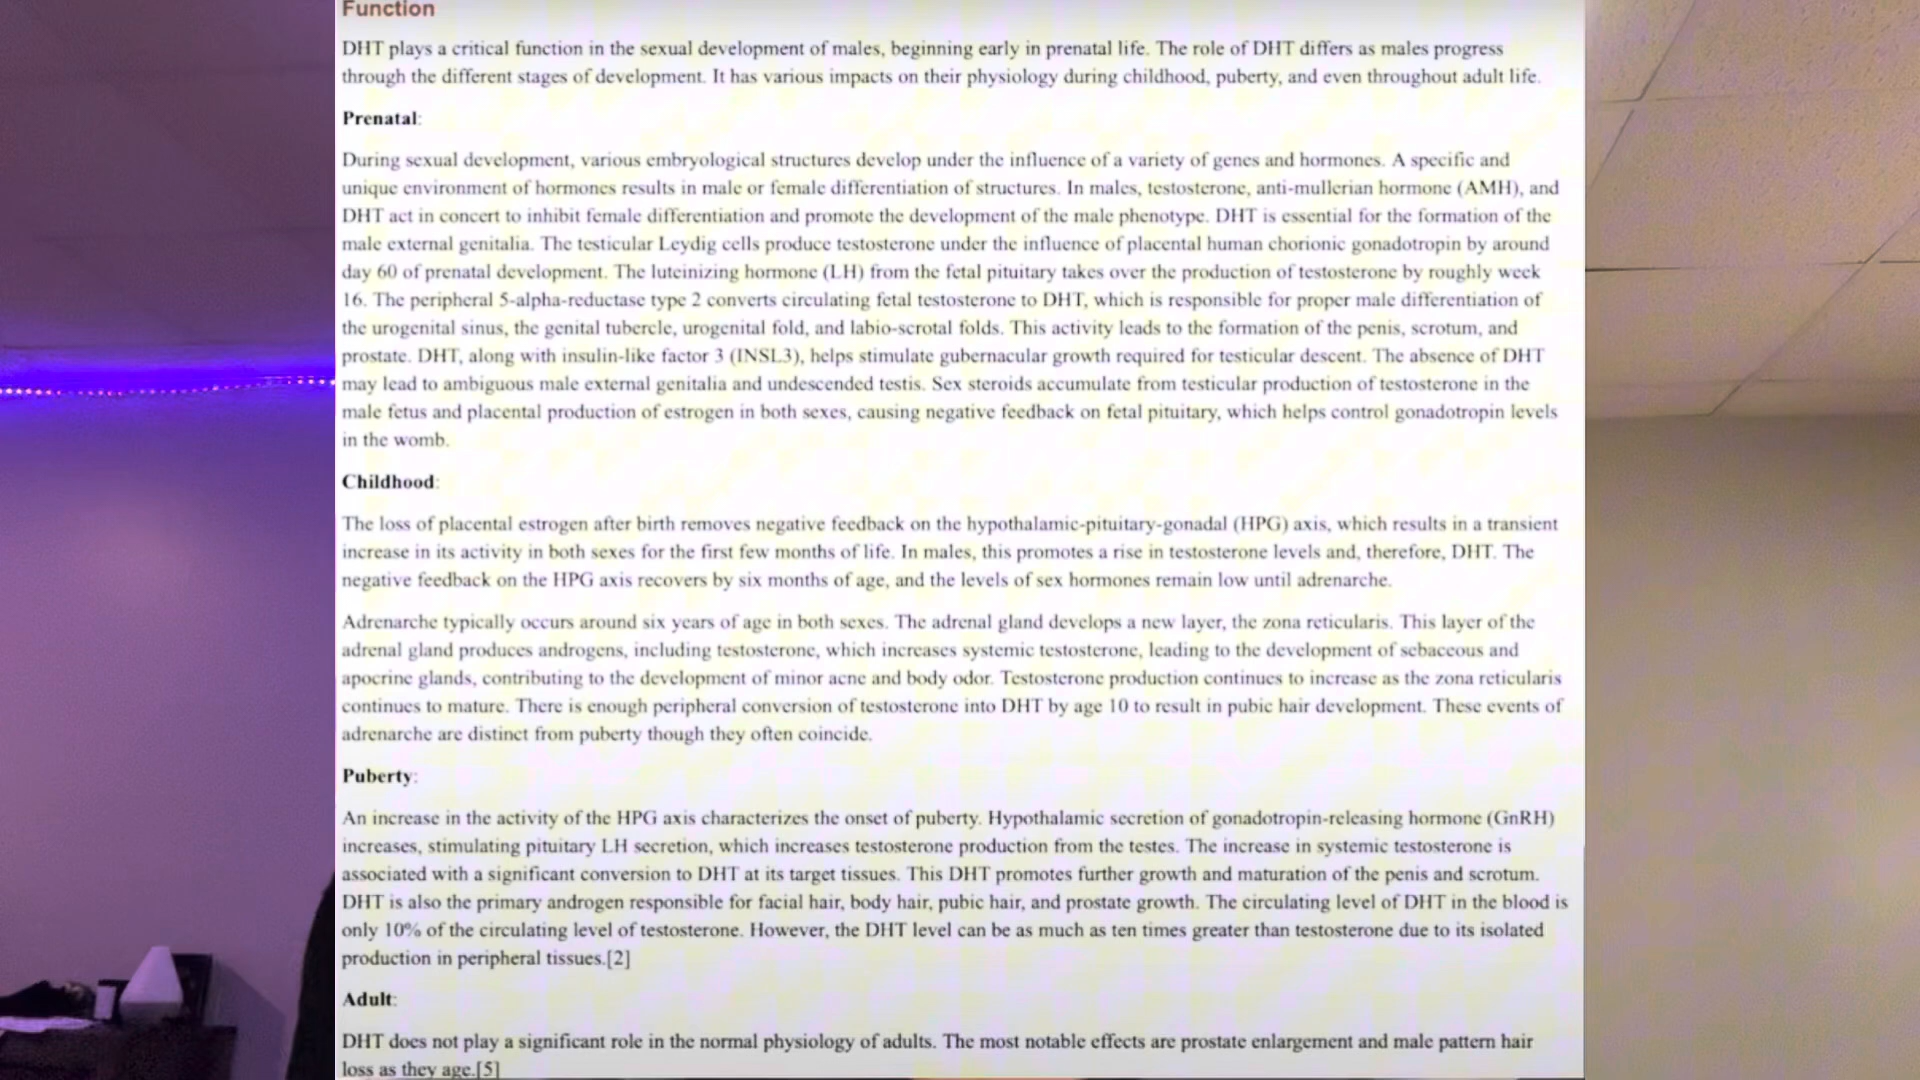 Function
DHT plays a critical function in the sexual development of males, beginning early in prenatal life. The role of DHT differs as males progress
through the different stages of development. It has various impacts on their physiology during childhood, puberty, and even throughout adult life.
Prenatal:
During sexual development, various embryological structures develop under the influence of a variety of genes and hormones. A specific and
unique environment of hormones results in male or female differentiation of structures. In males, testosterone, anti-mullerian hormone (AMH), and
DHT act in concert to inhibit female differentiation and promote the development of the male phenotype. DHT is essential for the formation of the
male external genitalia. The testicular Leydig cells produce testosterone under the influence of placental human chorionic gonadotropin by around
day 60 of prenatal development. The luteinizing hormone (LH) from the fetal pituitary takes over the production of testosterone by roughly week
16. The peripheral 5-alpha-reductase type 2 converts circulating fetal testosterone to DHT, which is responsible for proper male differentiation of
the urogenital sinus, the genital tubercle, urogenital fold, and labio-scrotal folds. This activity leads to the formation of the penis, scrotum, and
prostate. DHT, along with insulin-like factor 3 (INSL3), helps stimulate gubernacular growth required for testicular descent. The absence of DHT
may lead to ambiguous male external genitalia and undescended testis. Sex steroids accumulate from testicular production of testosterone in the
male fetus and placental production of estrogen in both sexes, causing negative feedback on fetal pituitary, which helps control gonadotropin levels
in the womb.
Childhood:
The loss of placental estrogen after birth removes negative feedback on the hypothalamic-pituitary-gonadal (HPG) axis, which results in a transient
increase in its activity in both sexes for the first few months of life. In males, this promotes a rise in testosterone levels and, therefore, DHT. The
negative feedback on the HPG axis recovers by six months of age, and the levels of sex hormones remain low until adrenarche.
Adrenarche typically occurs around six years of age in both sexes. The adrenal gland develops a new layer, the zona reticularis. This layer of the
adrenal gland produces androgens, including testosterone, which increases systemic testosterone, leading to the development of sebaceous and
apocrine glands, contributing to the development of minor acne and body odor. Testosterone production continues to increase as the zona reticularis
continues to mature. There is enough peripheral conversion of testosterone into DHT by age 10 to result in pubic hair development. These events of
adrenarche are distinct from puberty though they often coincide.
Puberty:
An increase in the activity of the HPG axis characterizes the onset of puberty. Hypothalamic secretion of gonadotropin-releasing hormone (GnRH)
increases, stimulating pituitary LH secretion, which increases testosterone production from the testes. The increase in systemic testosterone is
associated with a significant conversion to DHT at its target tissues. This DHT promotes further growth and maturation of the penis and scrotum.
DHT is also the primary androgen responsible for facial hair, body hair, pubic hair, and prostate growth. The circulating level of DHT in the blood is
only 10% of the circulating level of testosterone. However, the DHT level can be as much as ten times greater than testosterone due to its isolated
production in peripheral tissues.[2]
Adult:
DHT does not play a significant role in the normal physiology of adults. The most notable effects are prostate enlargement and male pattern hair
loss as they age.[5]